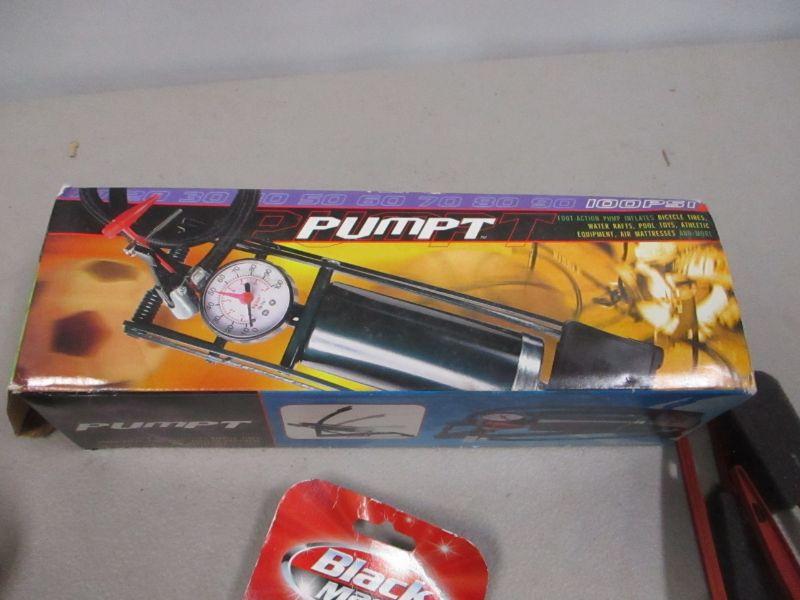 20 30 40 50 60 70 80 90 100PSI
PUMPT
FOOT ACTION PUMP INFLATES BICYCLE TIRES,
WATER RAFTS, POOL TOYS, ATHLETIC
EQUIPMENT, AIR MATTRESSES AND MORE
PUMPT
Black